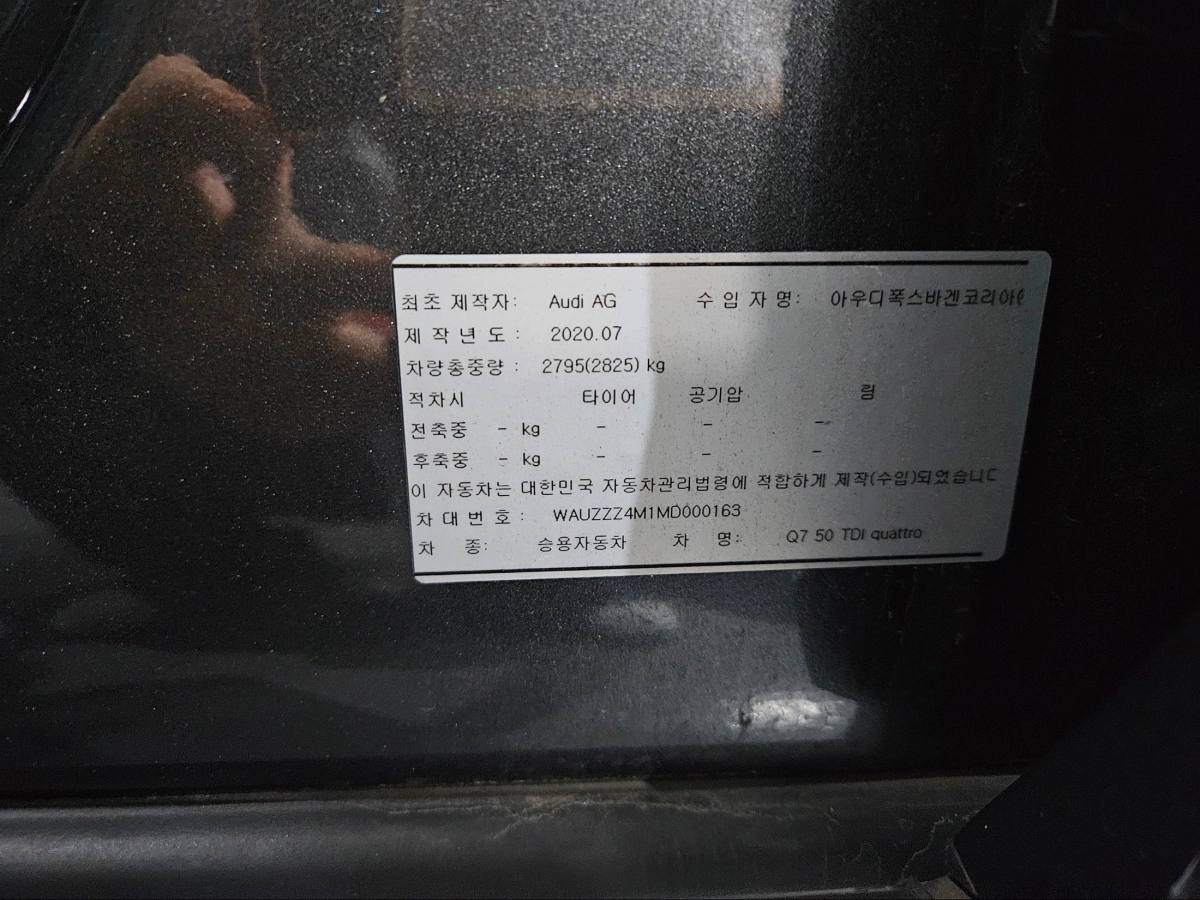 최초 제작자: Audi AG 수 입 자 명: 아우디폭스바겐코리아
제 작 년 도 : 2020.07
차량총중량 : 2795(2825) kg
적차시 타이어 공기압 림
전축중 - kg - - -
후축중 - kg - - -
이 자동차는 대한민국 자동차관리법령에 적합하게 제작(수입)되었습니
차 대 번 호 : WAUZZZ4M1MD000163
차 종: 승용자동차 차 명: Q7 50 TDI quattro